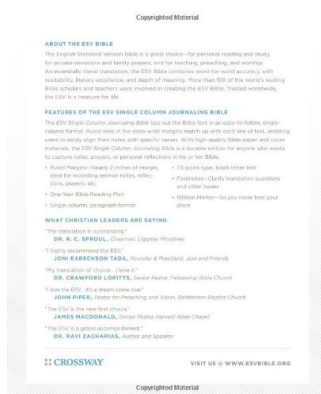 Copyrighted Material
ABOUT THE ESV BIBLE
The English Standard Version Bible is a great choice—for personal reading and study,
for private devotions and family prayers, and for teaching, preaching, and worship.
An essentially literal translation, the ESV Bible combines word-for-word accuracy with
readability, literary excellence, and depth of meaning. More than 100 of the world's leading
Bible scholars and teachers were involved in creating the ESV Bible. Trusted worldwide,
the ESV is a treasure for life.
FEATURES OF THE ESV SINGLE COLUMN JOURNALING BIBLE
The ESV Single Column Journaling Bible lays out the Bible text in an easy-to-follow, single-
column format. Ruled lines in the extra-wide margins match up with each line of text, enabling
users to easily align their notes with specific verses. With high-quality Bible paper and cover
materials, the ESV Single Column Journaling Bible is a durable edition for anyone who wants
to capture notes, prayers, or personal reflections in his or her Bible.
• Ruled Margins—Nearly 2 inches of margin,
ideal for recording sermon notes, reflec-
tions, prayers, etc.
• One-Year Bible Reading Plan
• Single-column, paragraph format
• 7.5-point type, black letter text
• Footnotes—Clarify translation questions
and other issues
• Ribbon Marker—So you never lose your
place
WHAT CHRISTIAN LEADERS ARE SAYING
"The translation is outstanding."
DR. R. C. SPROUL, Chairman, Ligonier Ministries
"I highly recommend the ESV."
JONI EARECKSON TADA, Founder & President, Joni and Friends
"My translation of choice...I love it."
DR. CRAWFORD LORITTS, Senior Pastor, Fellowship Bible Church
"I love the ESV...It's a dream come true."
JOHN PIPER, Pastor for Preaching and Vision, Bethlehem Baptist Church
"The ESV is the new first choice."
JAMES MACDONALD, Senior Pastor, Harvest Bible Chapel
"The ESV is a grand accomplishment."
DR. RAVI ZACHARIAS, Author and Speaker
CROSSWAY
VISIT US @ WWW.ESVBIBLE.ORG
Copyrighted Material